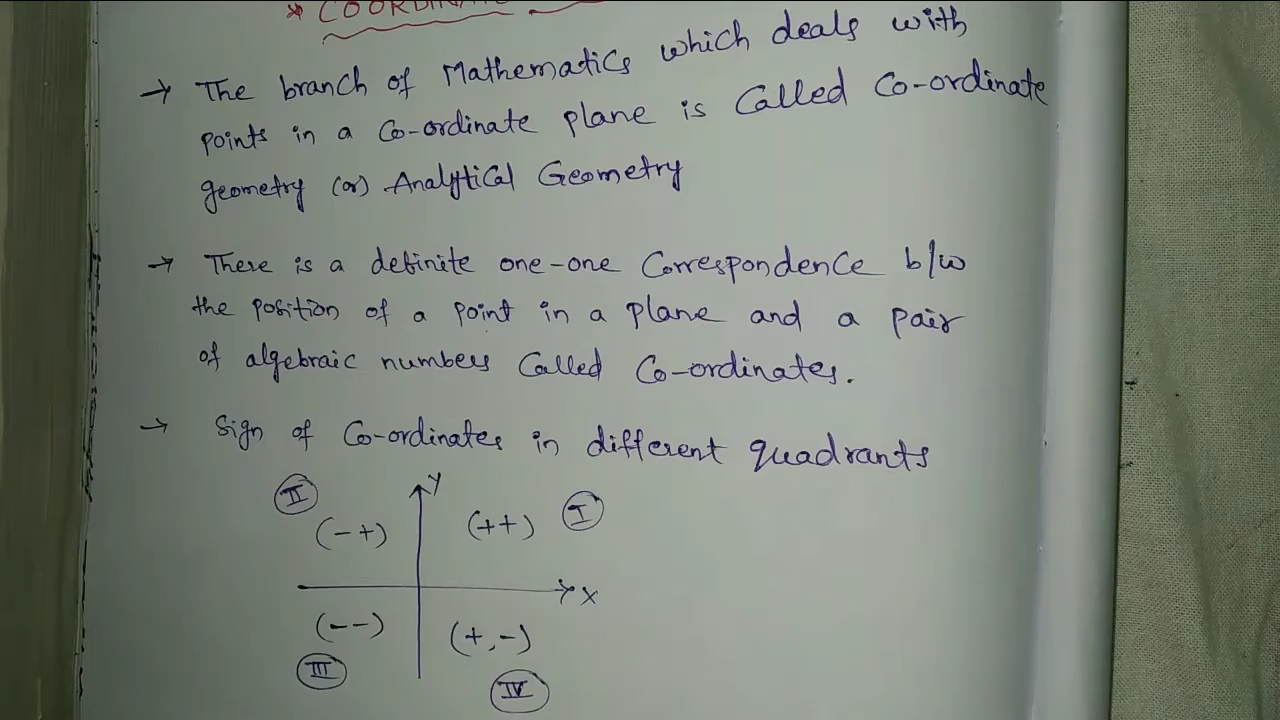 * COORDINATE
→ The branch of Mathematics which deals with
points in a Co-ordinate plane is Called Co-ordinate
geometry (or) Analytical Geometry
→ There is a definite one-one Correspondence b/w
the position of a point in a plane and a pair
of algebraic numbers Called Co-ordinates.
→ Sign of Co-ordinates in different quadrants
II Y
(-+) (++) I
X
(--) (+,-)
III IV